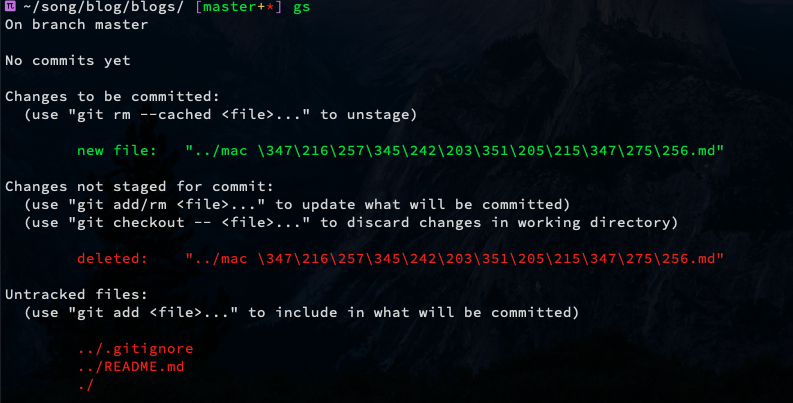 ~/song/blog/blogs/ [master+*] gs
On branch master
No commits yet
Changes to be committed:
(use "git rm --cached <file>..." to unstage)
new file: "../mac \347\216\257\345\242\203\351\205\215\347\275\256.md"
Changes not staged for commit:
(use "git add/rm <file>..." to update what will be committed)
(use "git checkout -- <file>..." to discard changes in working directory)
deleted: "../mac \347\216\257\345\242\203\351\205\215\347\275\256.md"
Untracked files:
(use "git add <file>..." to include in what will be committed)
../.gitignore
../README.md
./